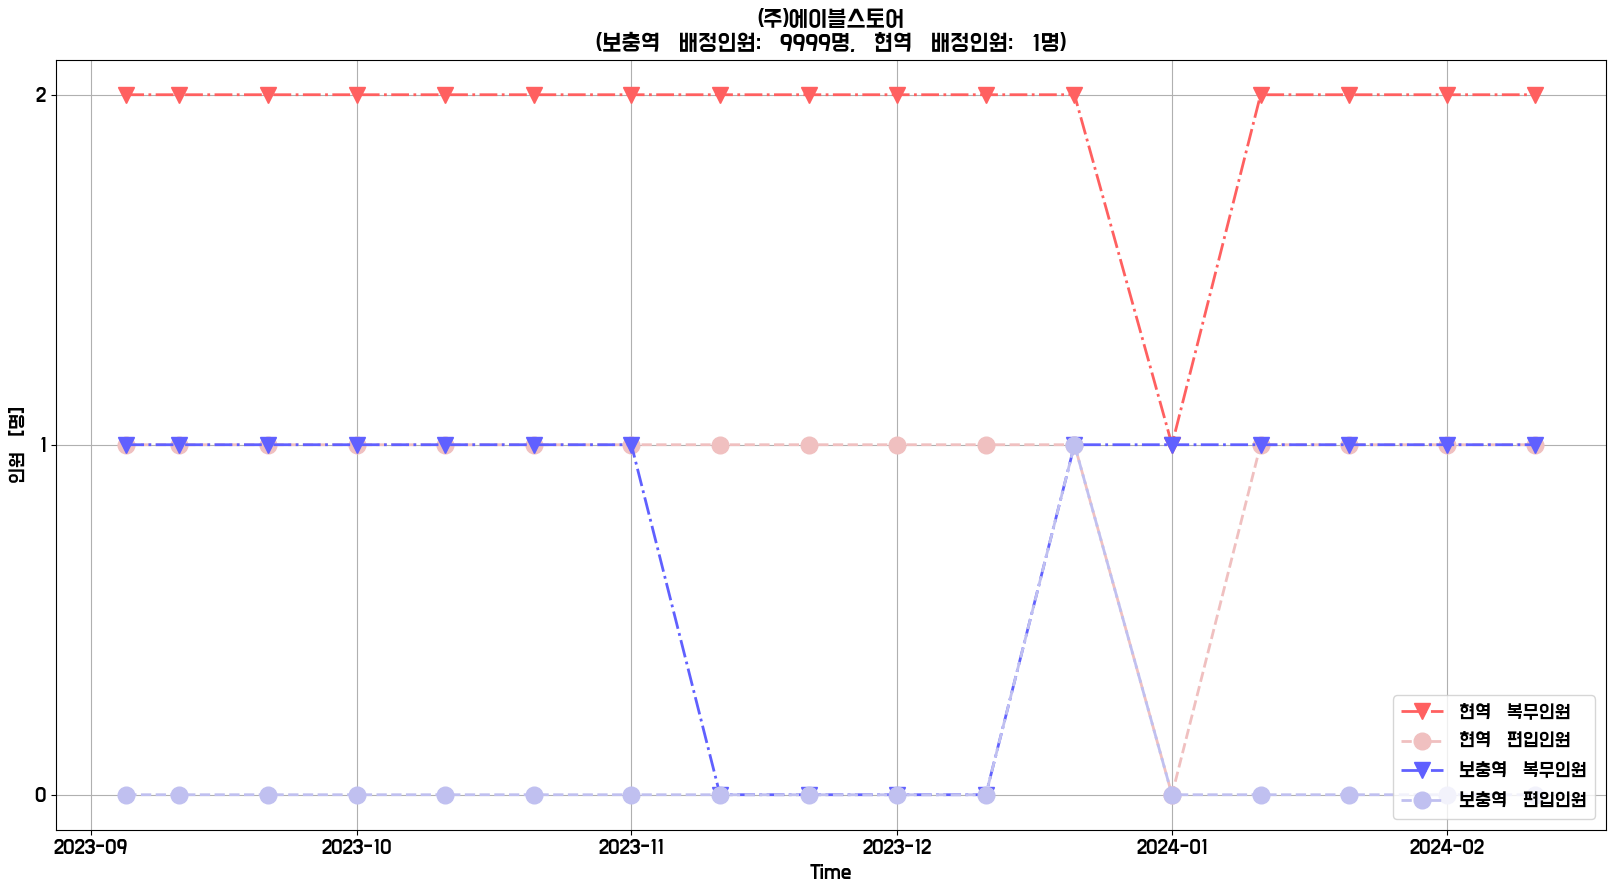 (주)에이블스토어
(보충역 배정인원: 9999명, 현역 배정인원: 1명)
2
1
0
인원 [명]
2023-09 2023-10 2023-11 2023-12 2024-01 2024-02
Time
현역 복무인원
현역 편입인원
보충역 복무인원
보충역 편입인원